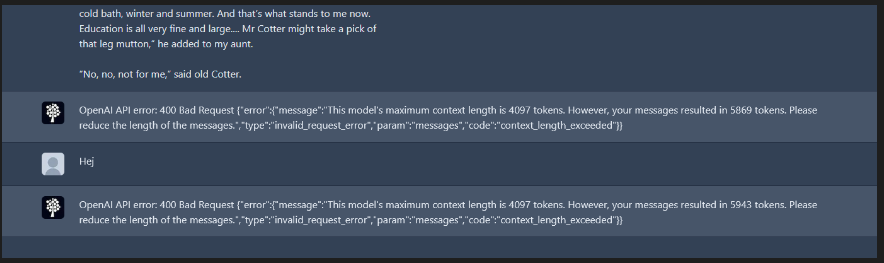 cold bath, winter and summer. And that's what stands to me now.
Education is all very fine and large.... Mr Cotter might take a pick of
that leg mutton,” he added to my aunt.
“No, no, not for me,” said old Cotter.
OpenAI API error: 400 Bad Request {"error":{"message":"This model's maximum context length is 4097 tokens. However, your messages resulted in 5869 tokens. Please
reduce the length of the messages.","type":"invalid_request_error","param":"messages","code":"context_length_exceeded"}}
Hej
OpenAI API error: 400 Bad Request {"error":{"message":"This model's maximum context length is 4097 tokens. However, your messages resulted in 5943 tokens. Please
reduce the length of the messages.","type":"invalid_request_error","param":"messages","code":"context_length_exceeded"}}